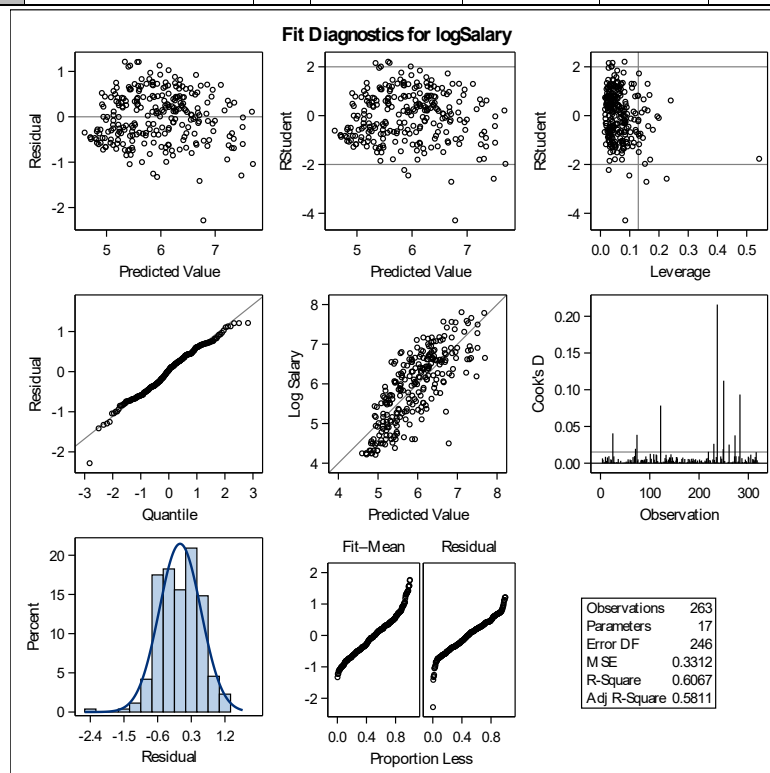 Fit Diagnostics for logSalary
1
0
-1
-2
Residual
5 6 7
Predicted Value
2
0
-2
-4
RStudent
5 6 7
Predicted Value
2
0
-2
-4
RStudent
0.0 0.1 0.2 0.3 0.4 0.5
Leverage
1
0
-1
-2
Residual
-3 -2 -1 0 1 2 3
Quantile
8
7
6
5
4
Log Salary
4 5 6 7 8
Predicted Value
0.20
0.15
0.10
0.05
0.00
Cook's D
0 100 200 300
Observation
20
15
10
5
0
Percent
-2.4 -1.5 -0.6 0.3 1.2
Residual
Fit–Mean Residual
2
1
0
-1
-2
0.0 0.4 0.8 0.0 0.4 0.8
Proportion Less
Observations 263
Parameters 17
Error DF 246
MSE 0.3312
R-Square 0.6067
Adj R-Square 0.5811